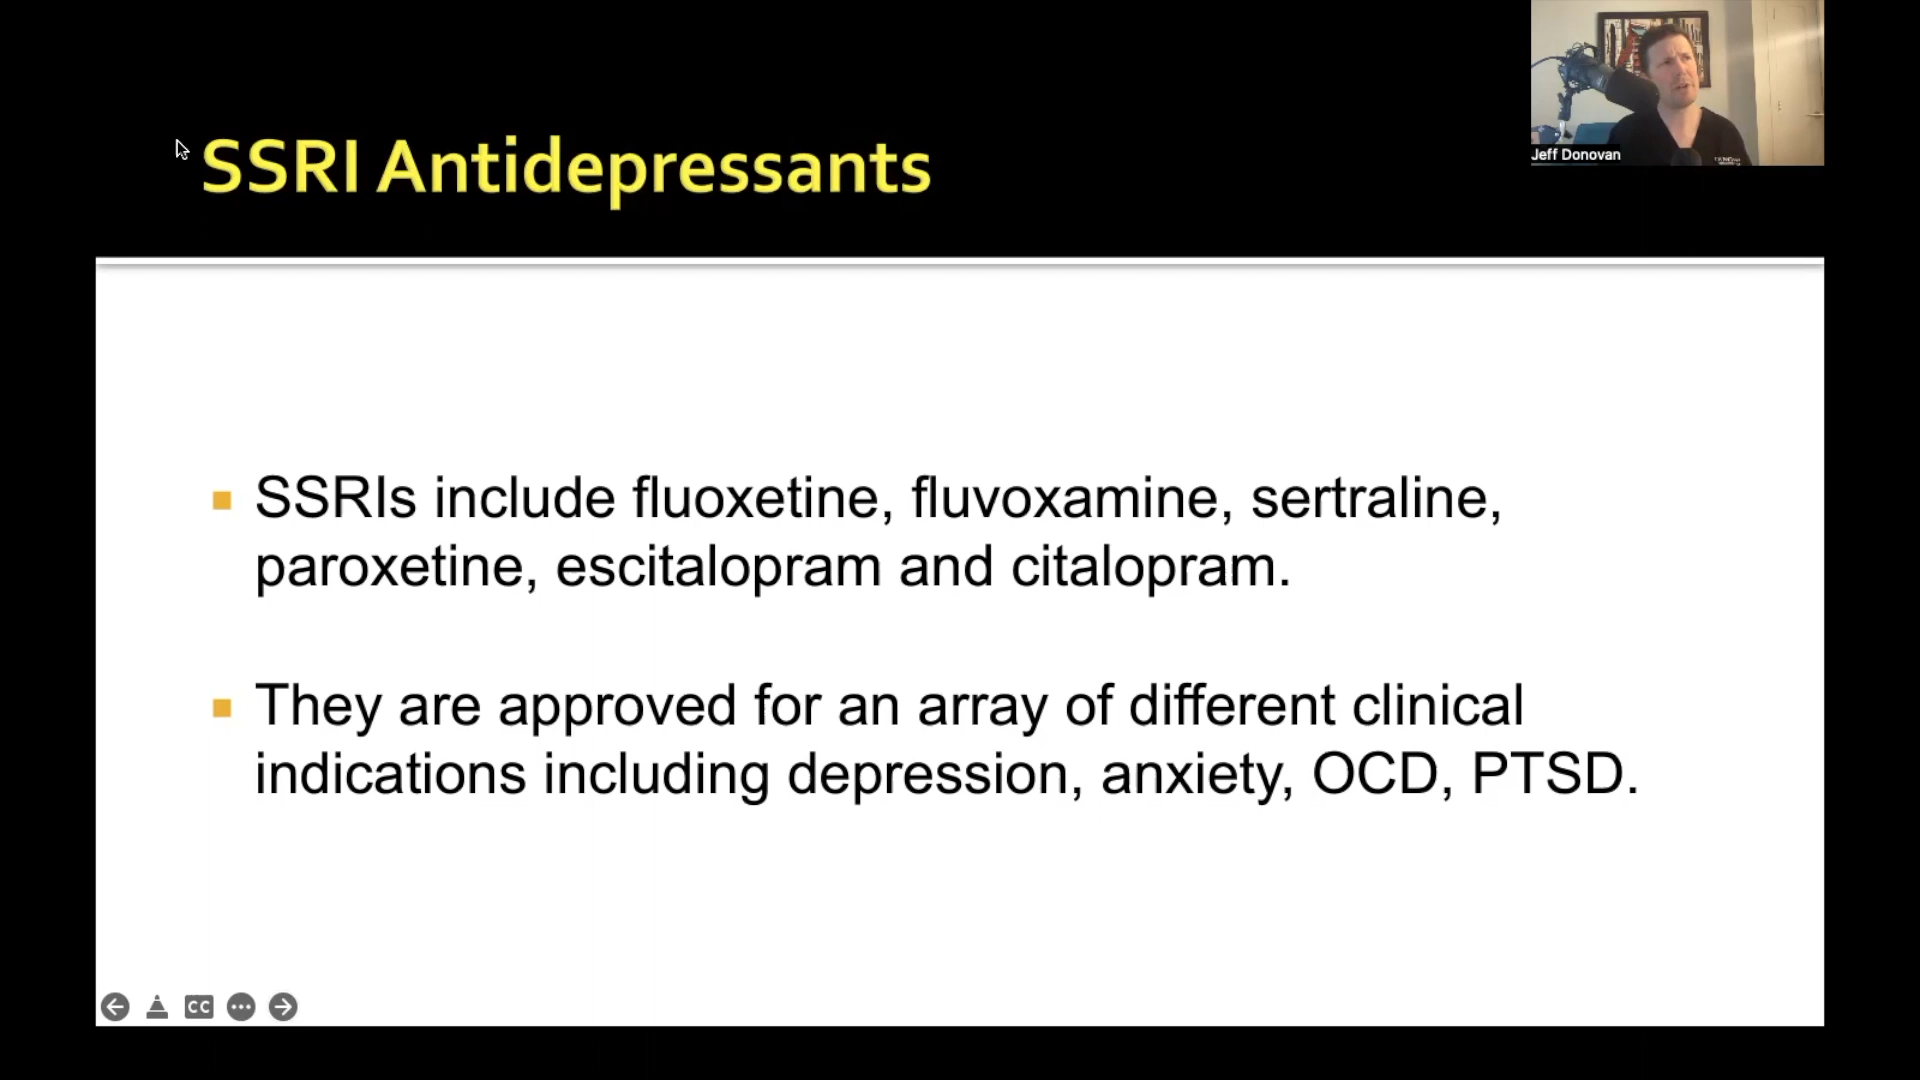 Jeff Donovan
SSRI Antidepressants
SSRIs include fluoxetine, fluvoxamine, sertraline,
paroxetine, escitalopram and citalopram.
They are approved for an array of different clinical
indications including depression, anxiety, OCD, PTSD.
CC